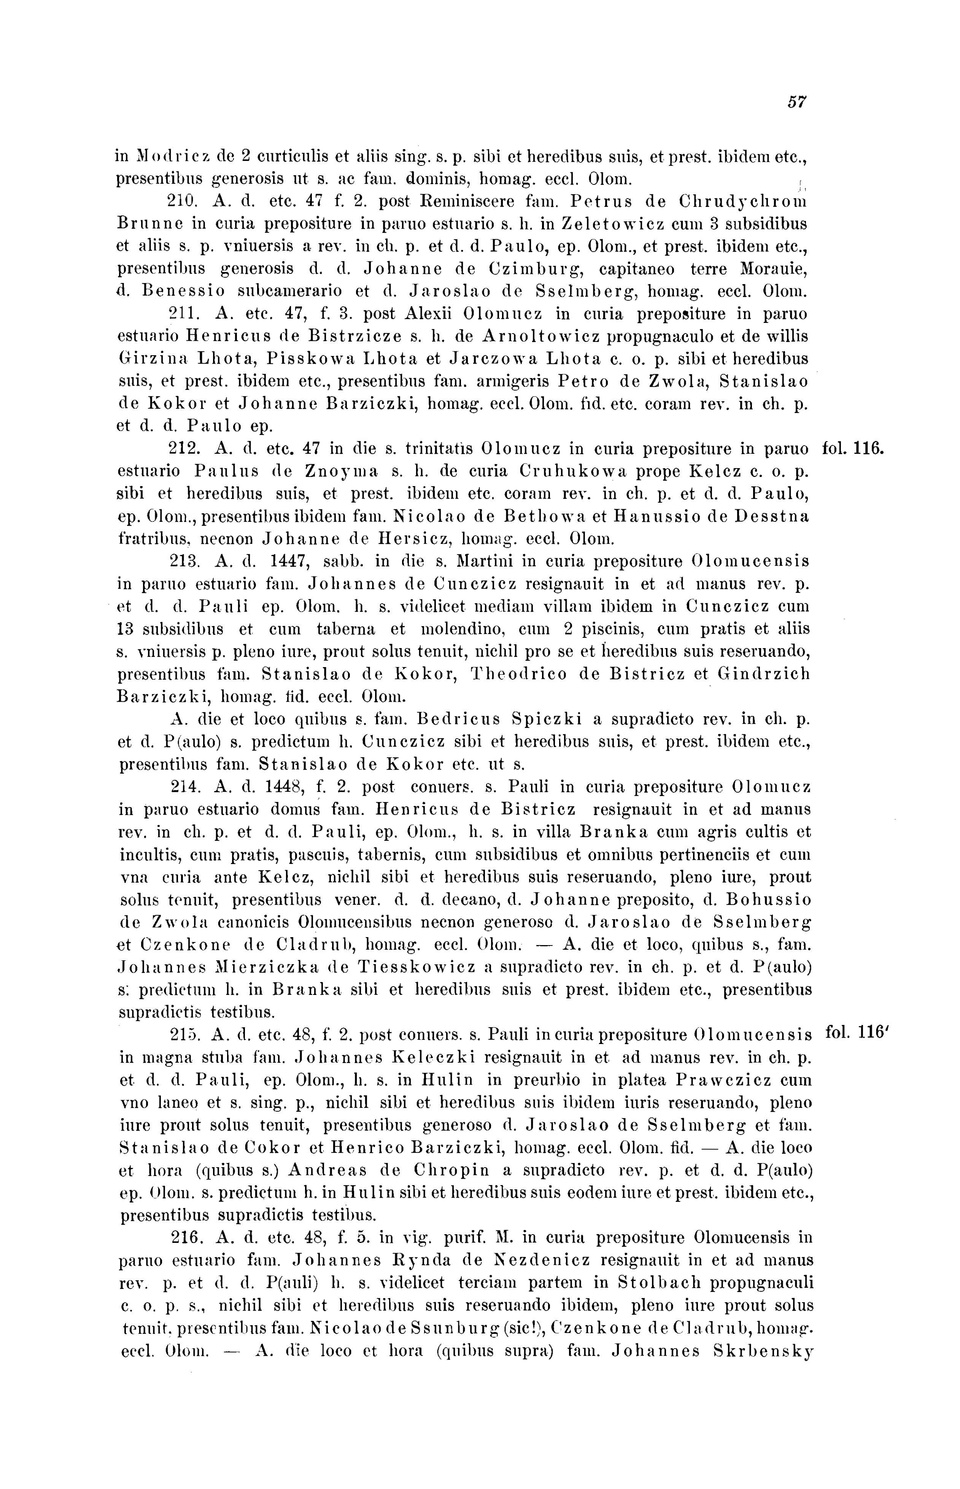 57
in Modricz de 2 curticulis et aliis sing. s. p. sibi et heredibus suis, et prest. ibidem etc.,
presentibus generosis ut s. ac fam. dominis, homag. eccl. Olom.
210. A. d. etc. 47 f. 2. post Reminiscere fam. Petrus de Chrudychrom
Brunne in curia prepositure in paruo estuario s. h. in Zeletowicz cum 3 subsidibus
et aliis s. p. vniuersis a rev. in ch. p. et d. d. Paulo, ep. Olom., et prest. ibidem etc.,
presentibus generosis d. d. Johanne de Czimburg, capitaneo terre Morauie,
d. Benessio subcamerario et d. Jaroslao de Sselmberg, homag. eccl. Olom.
211. A. etc. 47, f. 3. post Alexii Olomucz in curia prepositure in paruo
estuario Henricus de Bistrzicze s. h. de Arnoltowicz propugnaculo et de willis
Girzina Lhota, Pisskowa Lhota et Jarczowa Lhota c. o. p. sibi et heredibus
suis, et prest. ibidem etc., presentibus fam. armigeris Petro de Zwola, Stanislao
de Kokor et Johanne Barziczki, homag. eccl. Olom. fid. etc. coram rev. in ch. p.
et d. d. Paulo ep.
212. A. d. etc. 47 in die s. trinitatis Olomucz in curia prepositure in paruo fol. 116.
estuario Paulus de Znoyma s. h. de curia Cruhukowa prope Kelcz c. o. p.
sibi et heredibus suis, et prest. ibidem etc. coram rev. in ch. p. et d. d. Paulo,
ep. Olom., presentibus ibidem fam. Nicolao de Bethowa et Hanussio de Desstna
fratribus, necnon Johanne de Hersicz, homag. eccl. Olom.
213. A. d. 1447, sabb. in die s. Martini in curia prepositure Olomucensis
in paruo estuario fam. Johannes de Cunczicz resignauit in et ad manus rev. p.
et d. d. Pauli ep. Olom. h. s. videlicet mediam villam ibidem in Cunczicz cum
13 subsidibus et cum taberna et molendino, cum 2 piscinis, cum pratis et aliis
s. vniuersis p. pleno iure, prout solus tenuit, nichil pro se et heredibus suis reseruando,
presentibus fam. Stanislao de Kokor, Theodrico de Bistricz et Gindrzich
Barziczki, homag. fid. eccl. Olom.
A. die et loco quibus s. fam. Bedricus Spiczki a supradicto rev. in ch. p.
et d. P(aulo) s. predictum h. Cunczicz sibi et heredibus suis, et prest. ibidem etc.,
presentibus fam. Stanislao de Kokor etc. ut s.
214. A. d. 1448, f. 2. post conuers. s. Pauli in curia prepositure Olomucz
in paruo estuario domus fam. Henricus de Bistricz resignauit in et ad manus
rev. in ch. p. et d. d. Pauli, ep. Olom., h. s. in villa Branka cum agris cultis et
incultis, cum pratis, pascuis, tabernis, cum subsidibus et omnibus pertinenciis et cum
vna curia ante Kelcz, nichil sibi et heredibus suis reseruando, pleno iure, prout
solus tenuit, presentibus vener. d. d. decano, d. Johanne preposito, d. Bohussio
de Zwola canonicis Olomucensibus necnon generoso d. Jaroslao de Sselmberg
et Czenkone de Cladrub, homag. eccl. Olom. — A. die et loco, quibus s., fam.
Johannes Mierziczka de Tiesskowicz a supradicto rev. in ch. p. et d. P(aulo)
s. predictum h. in Branka sibi et heredibus suis et prest. ibidem etc., presentibus
supradictis testibus.
215. A. d. etc. 48, f. 2. post conuers. s. Pauli in curia prepositure Olomucensis fol. 116'
in magna stuba fam. Johannes Keleczki resignauit in et ad manus rev. in ch. p.
et d. d. Pauli, ep. Olom., h. s. in Hulin in preurbio in platea Prawczicz cum
vno laneo et s. sing. p., nichil sibi et heredibus suis ibidem iuris reseruando, pleno
iure prout solus tenuit, presentibus generoso d. Jaroslao de Sselmberg et fam.
Stanislao de Cokor et Henrico Barziczki, homag. eccl. Olom. fid. — A. die loco
et hora (quibus s.) Andreas de Chropin a supradicto rev. p. et d. d. P(aulo)
ep. Olom. s. predictum h. in Hulin sibi et heredibus suis eodem iure et prest. ibidem etc.,
presentibus supradictis testibus.
216. A. d. etc. 48, f. 5. in vig. purif. M. in curia prepositure Olomucensis in
paruo estuario fam. Johannes Rynda de Nezdenicz resignauit in et ad manus
rev. p. et d. d. P(auli) h. s. videlicet terciam partem in Stolbach propugnaculi
c. o. p. s., nichil sibi et heredibus suis reseruando ibidem, pleno iure prout solus
tenuit, presentibus fam. Nicolao de Ssunburg (sic!), Czenkone de Cladrub, homag.
eccl. Olom. — A. die loco et hora (quibus supra) fam. Johannes Skrbensky